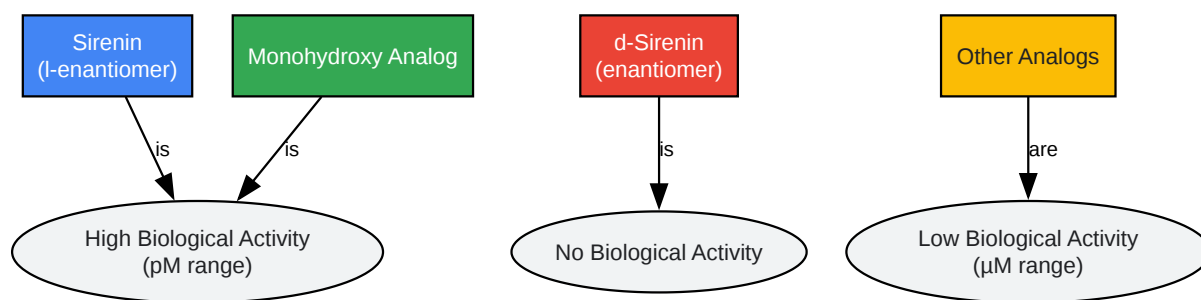 Sirenin
(l-enantiomer)
Monohydroxy Analog
d-Sirenin
(enantiomer)
Other Analogs
is
is
is
are
High Biological Activity
(pM range)
No Biological Activity
Low Biological Activity
(µM range)